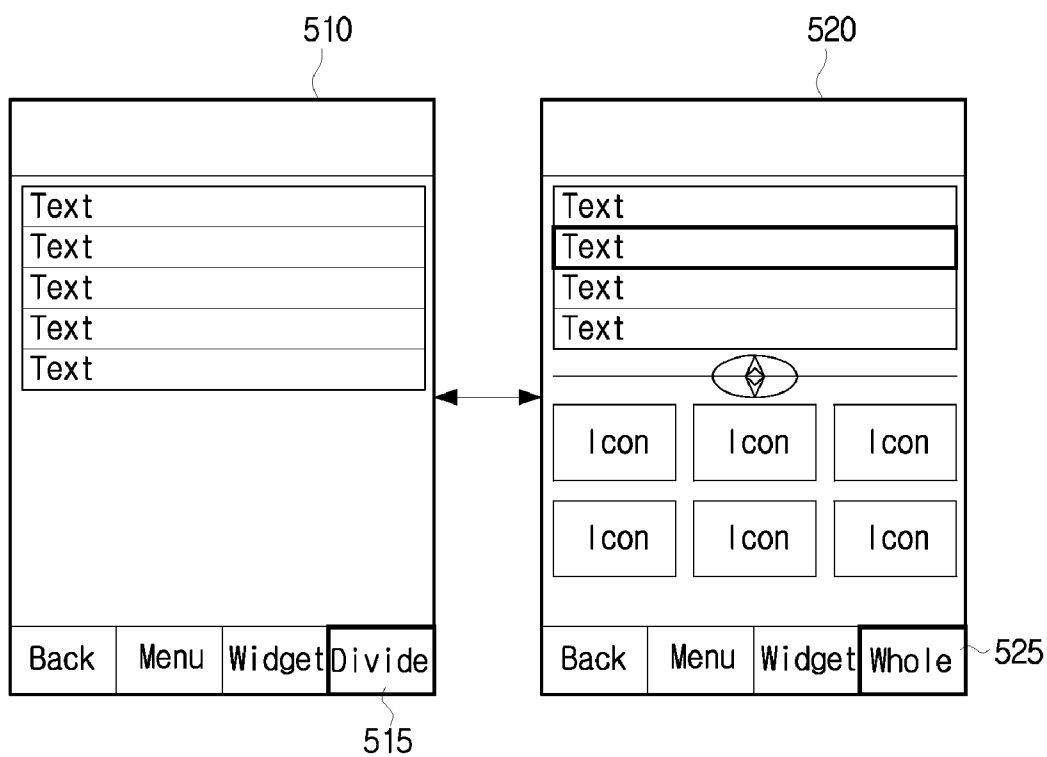 510
520
Text
Text
Text
Text
Text
Back Menu Widget Divide
515
Text
Text
Text
Text
Icon Icon Icon
Icon Icon Icon
Back Menu Widget Whole
525